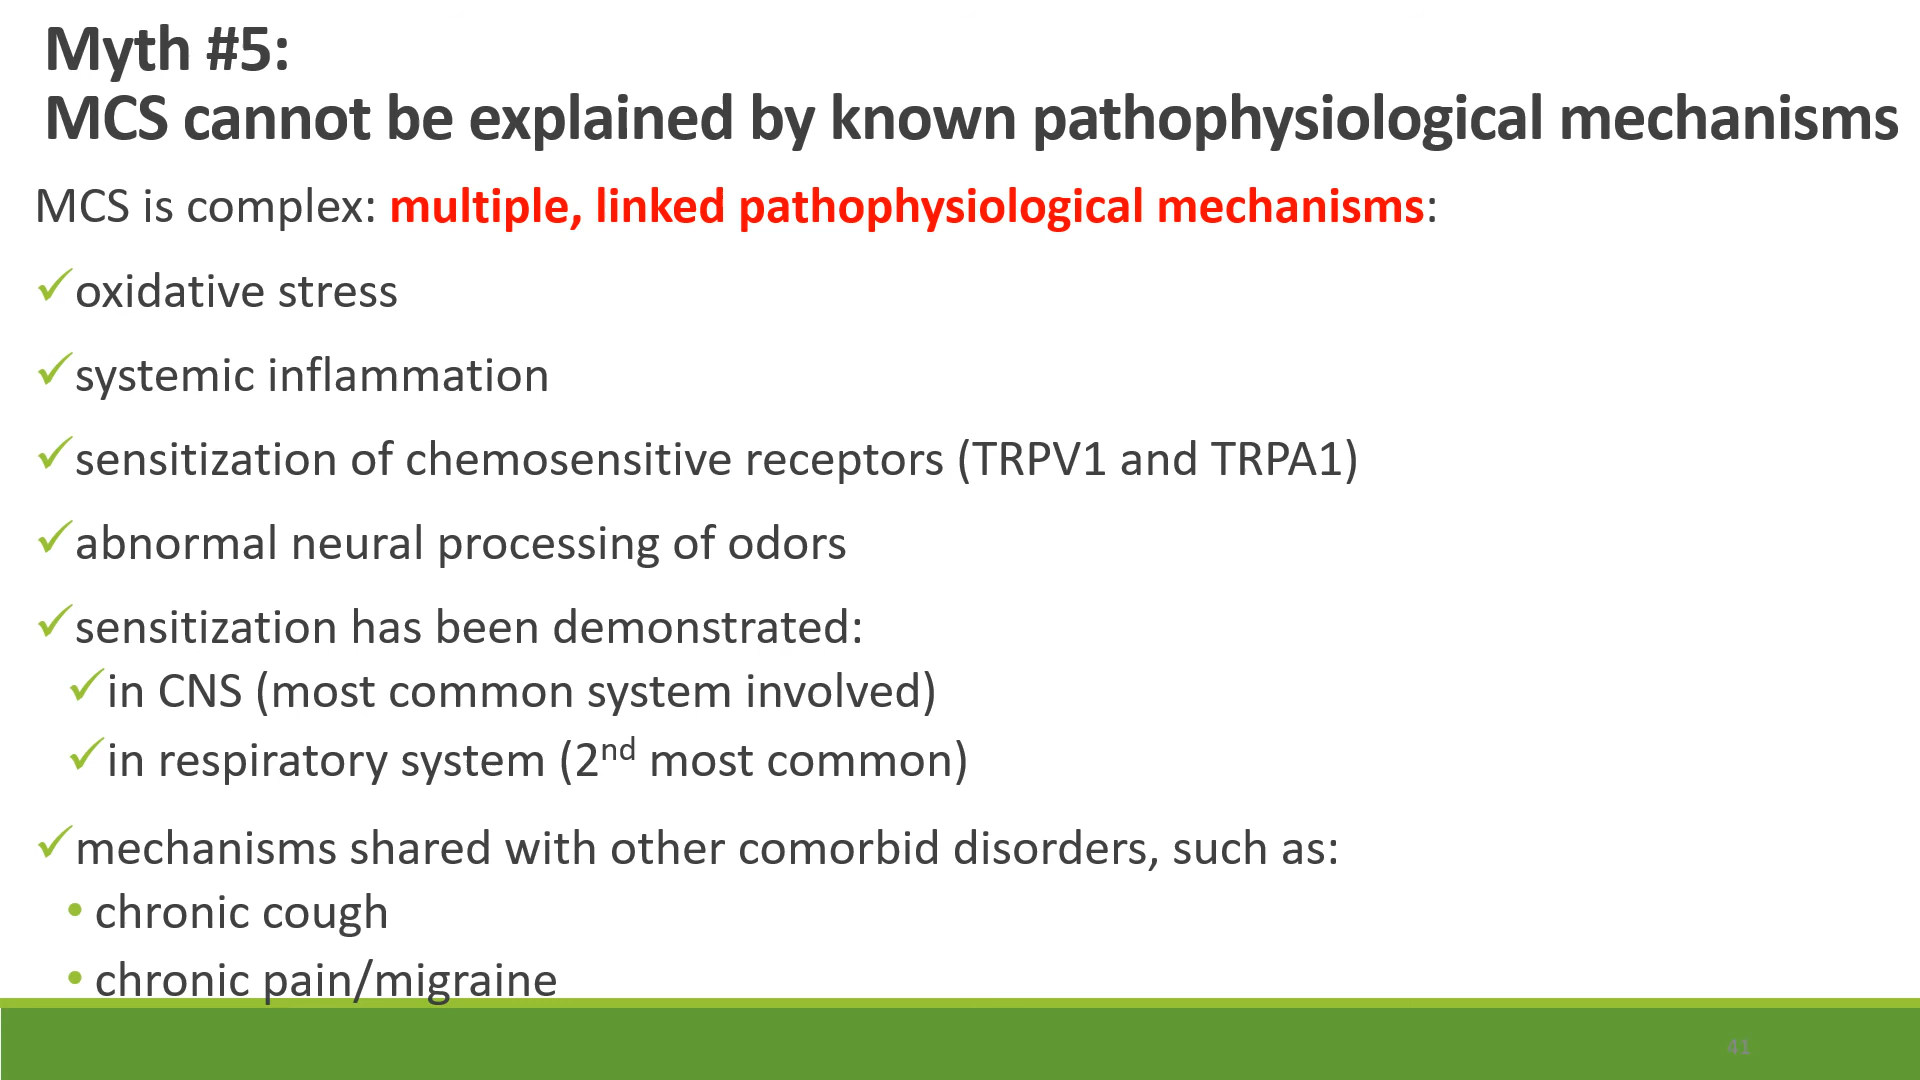 Myth #5:
MCS cannot be explained by known pathophysiological mechanisms
MCS is complex: multiple, linked pathophysiological mechanisms:
✓oxidative stress
✓systemic inflammation
✓sensitization of chemosensitive receptors (TRPV1 and TRPA1)
✓abnormal neural processing of odors
✓sensitization has been demonstrated:
✓in CNS (most common system involved)
✓in respiratory system (2nd most common)
✓mechanisms shared with other comorbid disorders, such as:
• chronic cough
• chronic pain/migraine
41